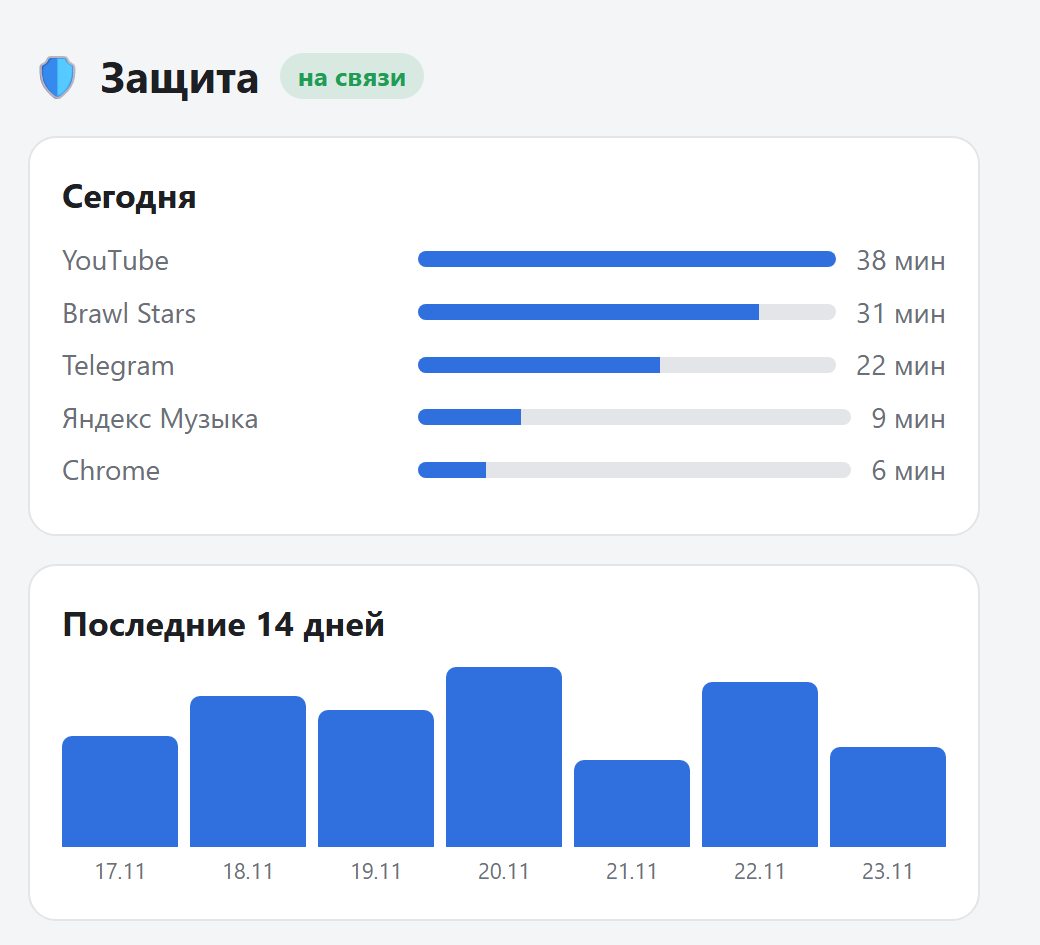 Защита на связи
Сегодня
YouTube 38 мин
Brawl Stars 31 мин
Telegram 22 мин
Яндекс Музыка 9 мин
Chrome 6 мин
Последние 14 дней
17.11 18.11 19.11 20.11 21.11 22.11 23.11